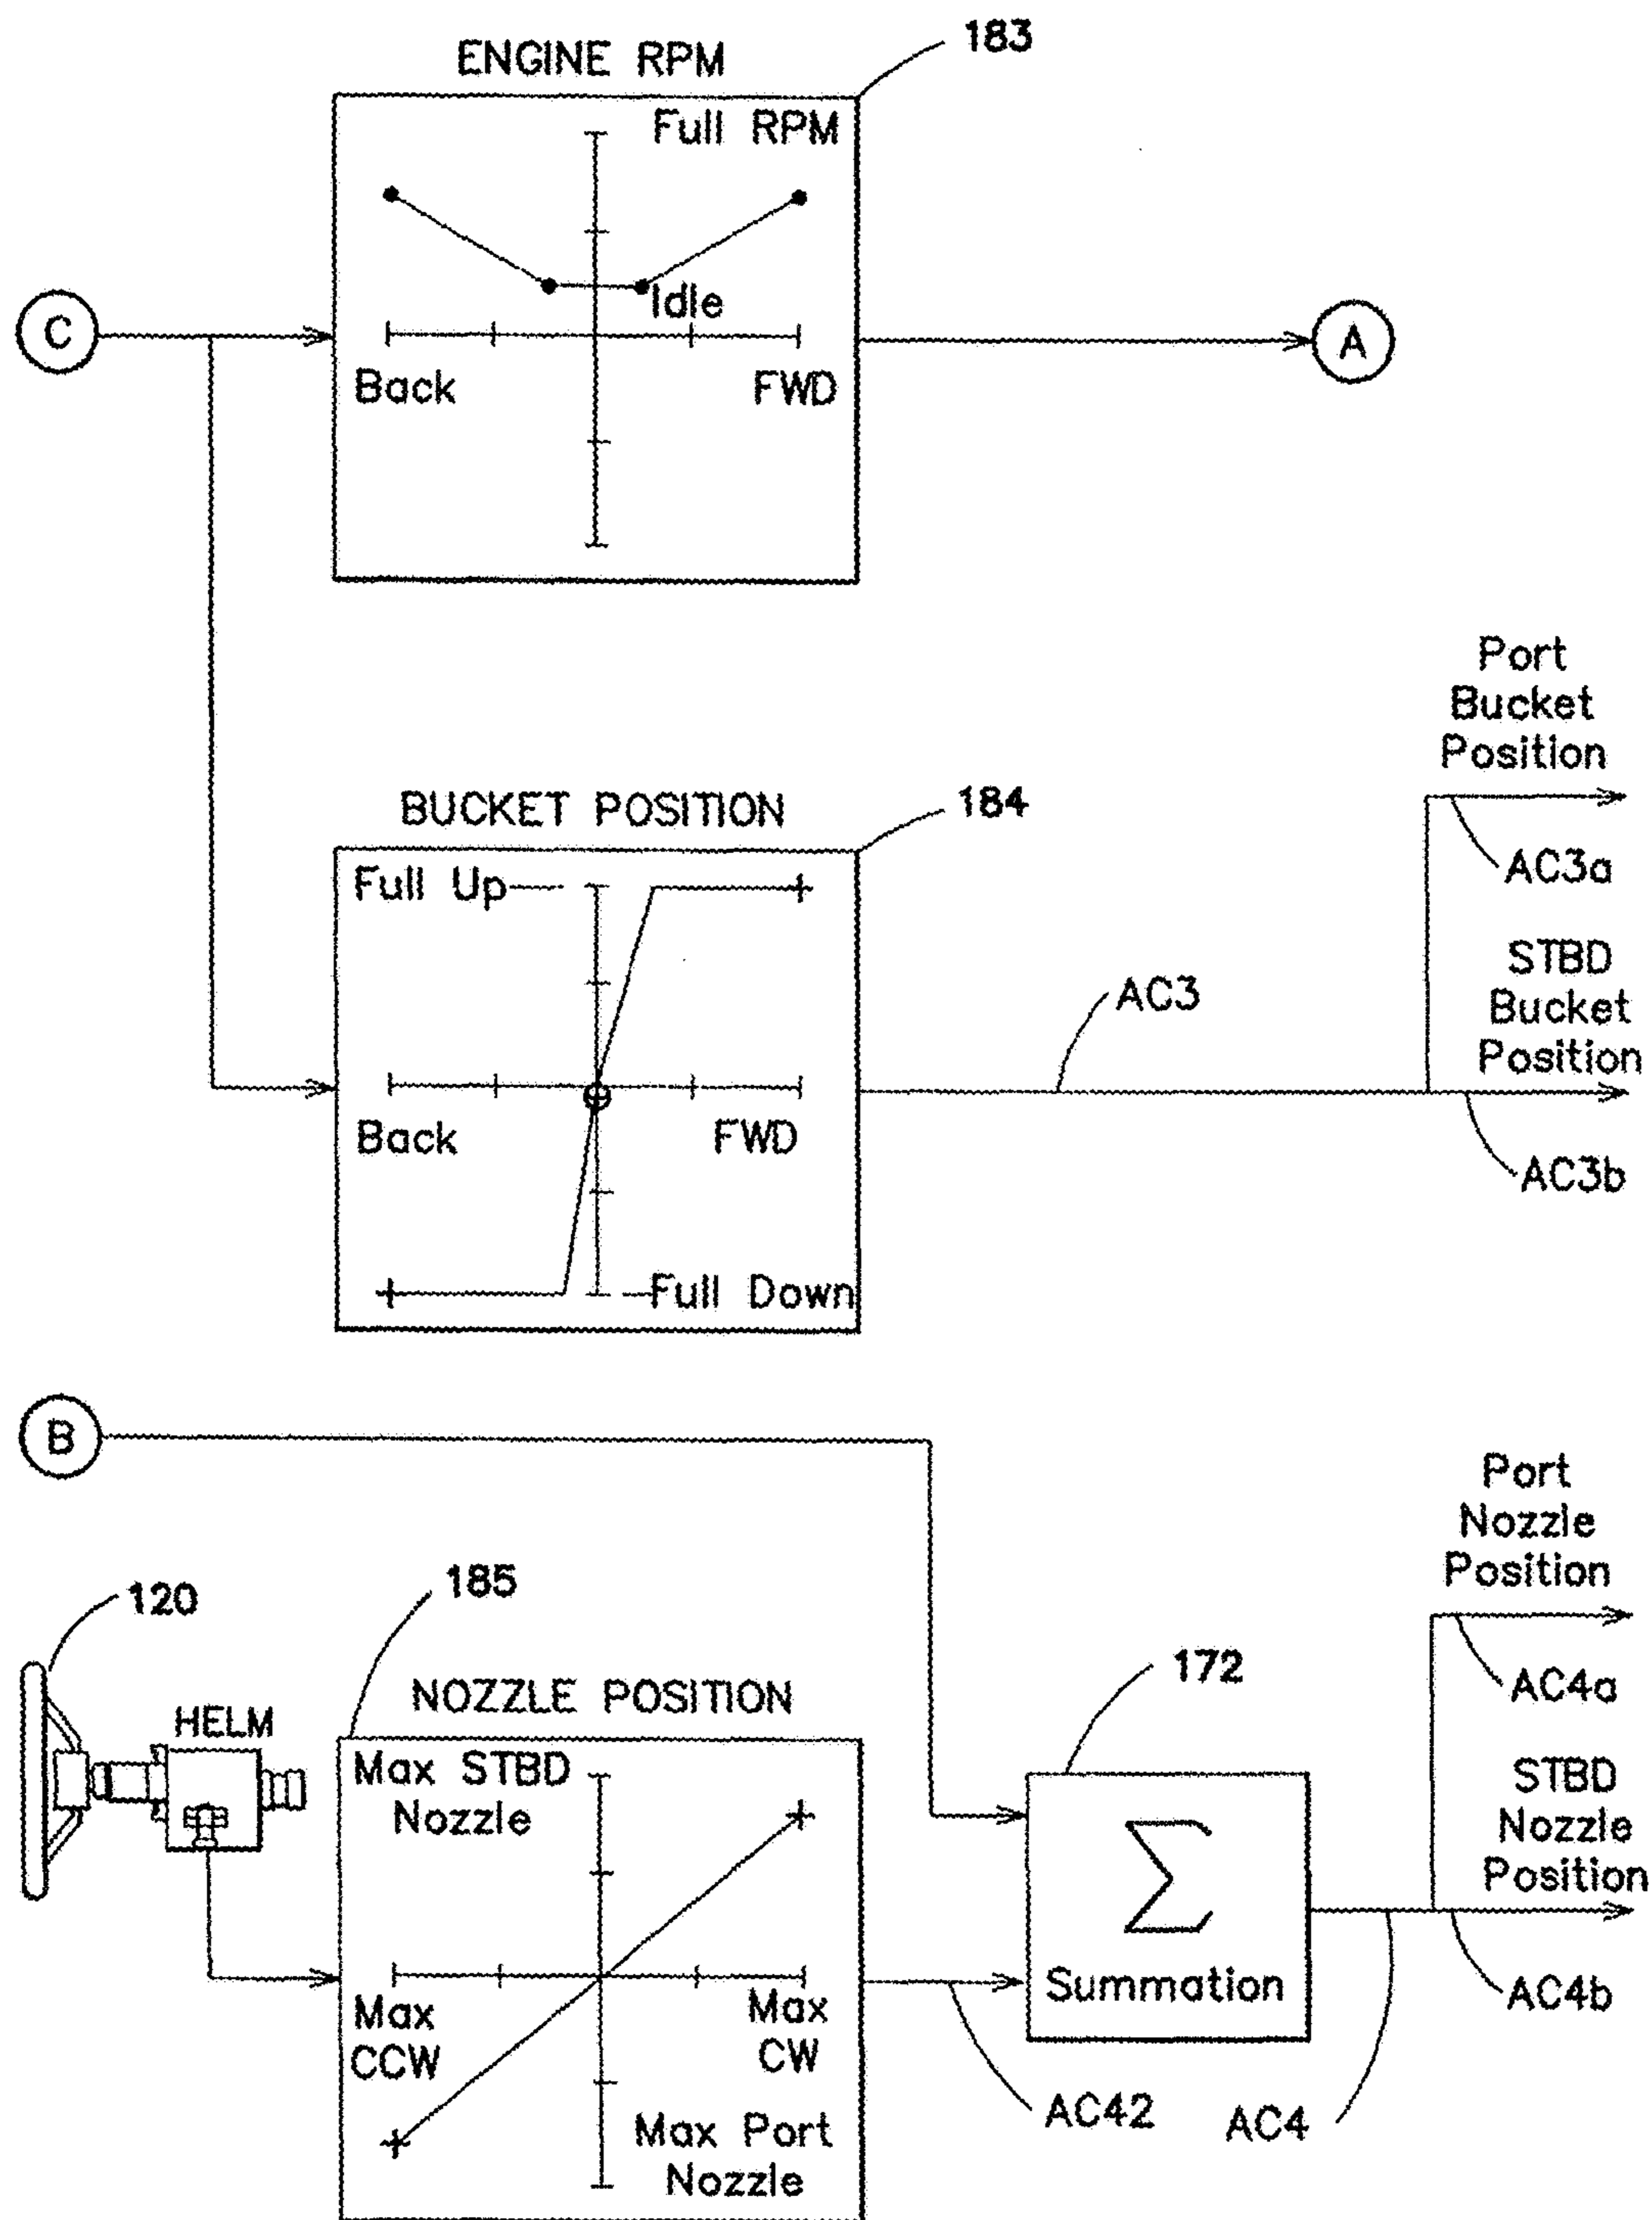 183
ENGINE RPM
Full RPM
Idle
C
A
Back
FWD
Port
Bucket
Position
BUCKET POSITION
184
Full Up
AC3a
STBD
Bucket
Position
AC3
Back
FWD
AC3b
Full Down
B
Port
Nozzle
Position
120
185
172
HELM
NOZZLE POSITION
AC4a
Max STBD
Nozzle
STBD
Nozzle
Position
Σ
Summation
Max
CCW
Max
CW
AC4b
AC42
AC4
Max Port
Nozzle